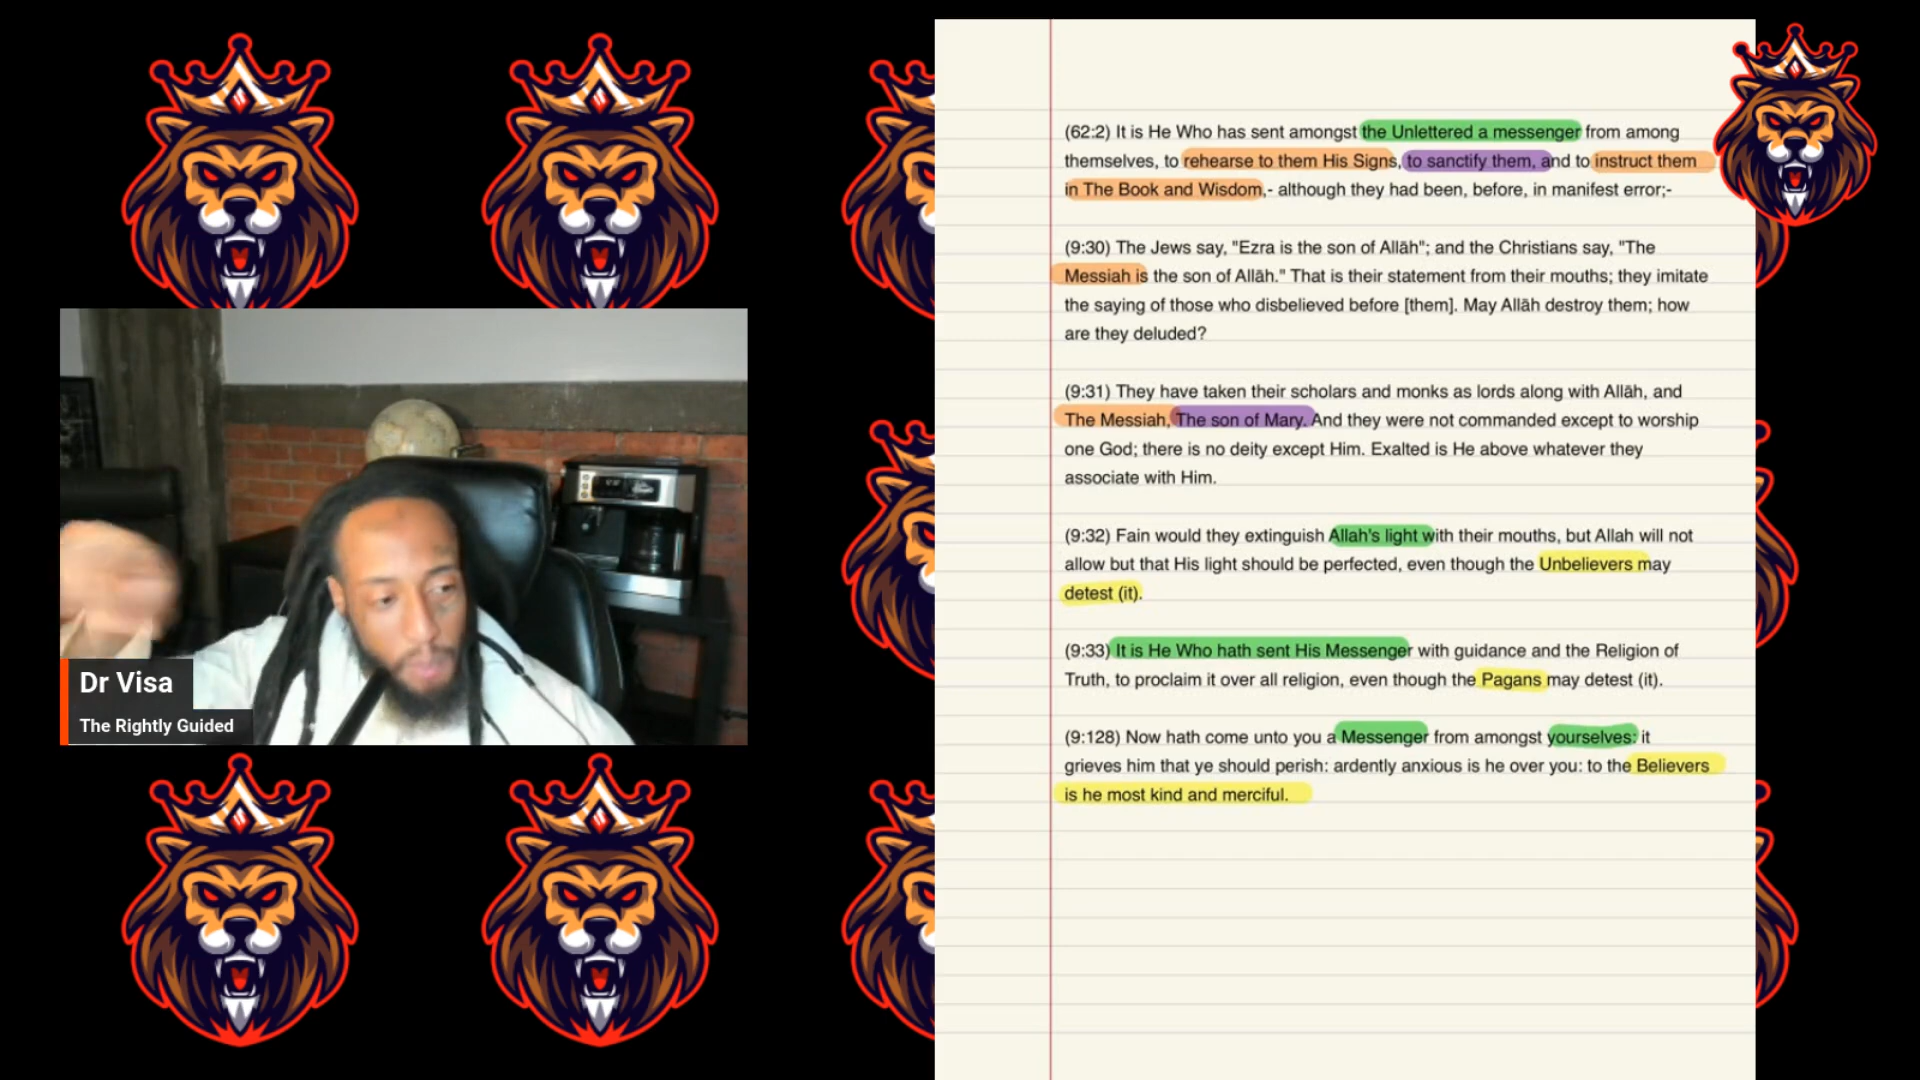 (62:2) It is He Who has sent amongst the Unlettered a messenger from among
themselves, to rehearse to them His Signs, to sanctify them, and to instruct them
in The Book and Wisdom,- although they had been, before, in manifest error;-
(9:30) The Jews say, "Ezra is the son of Allāh"; and the Christians say, "The
Messiah is the son of Allāh." That is their statement from their mouths; they imitate
the saying of those who disbelieved before [them]. May Allāh destroy them; how
are they deluded?
(9:31) They have taken their scholars and monks as lords along with Allāh, and
The Messiah, The son of Mary. And they were not commanded except to worship
one God; there is no deity except Him. Exalted is He above whatever they
associate with Him.
(9:32) Fain would they extinguish Allah's light with their mouths, but Allah will not
allow but that His light should be perfected, even though the Unbelievers may
detest (it).
(9:33) It is He Who hath sent His Messenger with guidance and the Religion of
Truth, to proclaim it over all religion, even though the Pagans may detest (it).
(9:128) Now hath come unto you a Messenger from amongst yourselves: it
grieves him that ye should perish: ardently anxious is he over you: to the Believers
is he most kind and merciful.
Dr Visa
The Rightly Guided